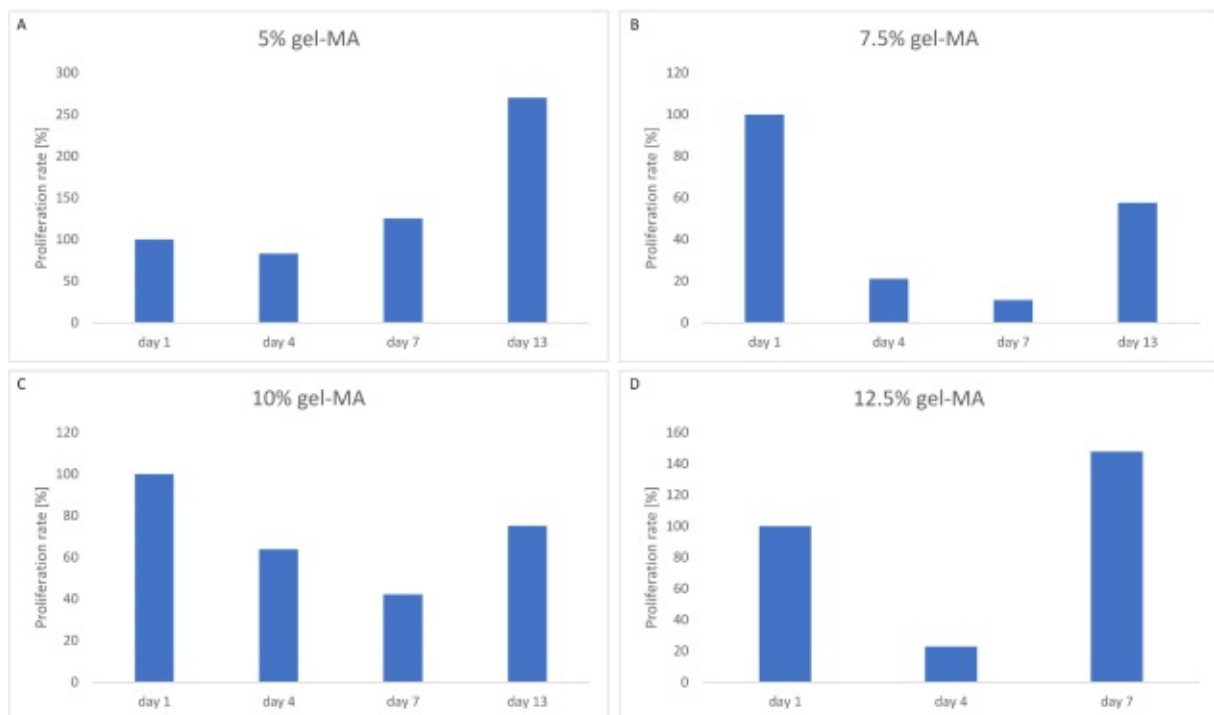 A
5% gel-MA
Proliferation rate [%]
300
250
200
150
100
50
0
day 1 day 4 day 7 day 13
B
7.5% gel-MA
Proliferation rate [%]
120
100
80
60
40
20
0
day 1 day 4 day 7 day 13
C
10% gel-MA
Proliferation rate [%]
120
100
80
60
40
20
0
day 1 day 4 day 7 day 13
D
12.5% gel-MA
Proliferation rate [%]
160
140
120
100
80
60
40
20
0
day 1 day 4 day 7